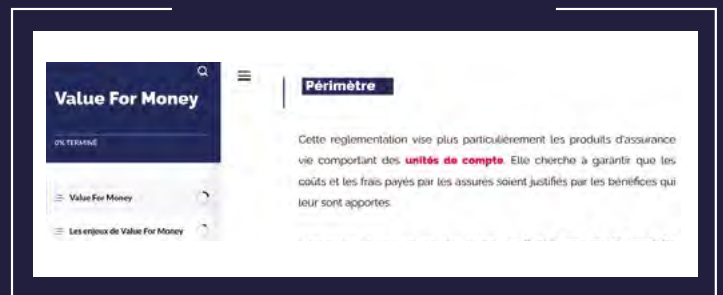 Value For Money
0% TERMINÉ
Value For Money
Les enjeux de Value For Money
Périmètre
Cette reglementation vise plus particulièrement les produits d'assurance
vie comportant des unités de compte. Elle cherche à garantir que les
coûts et les frais payés par les assurés soient justifiés par les bénéfices qui
leur sont apportés.